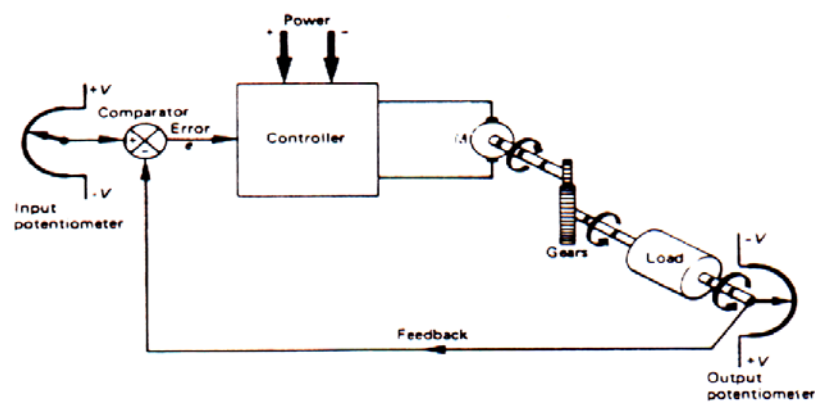 Power
+ -
+V
Comparator
Error
e
+
-
Controller
M
-V
Input
potentiometer
Gears
Load
-V
Feedback
+V
Output
potentiometer